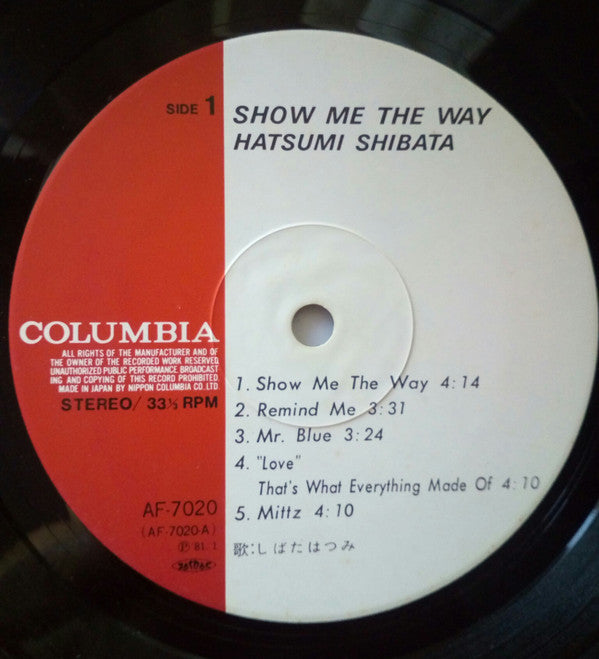 SIDE 1
SHOW ME THE WAY
HATSUMI SHIBATA
COLUMBIA
ALL RIGHTS OF THE MANUFACTURER AND OF
THE OWNER OF THE RECORDED WORK RESERVED
UNAUTHORIZED PUBLIC PERFORMANCE, BROADCAST
ING AND COPYING OF THIS RECORD PROHIBITED.
MADE IN JAPAN BY NIPPON COLUMBIA CO. LTD.
STEREO/ 33⅓ RPM
1. Show Me The Way 4:14
2. Remind Me 3:31
3. Mr. Blue 3:24
4. "Love"
That's What Everything Made Of 4:10
5. Mittz 4:10
AF-7020
(AF-7020-A)
Ⓟ 81. 1
歌:しばたはつみ